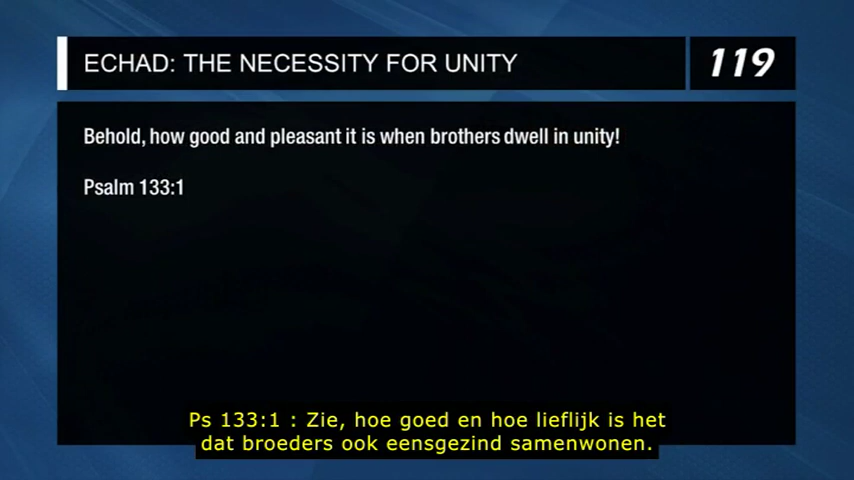 ECHAD: THE NECESSITY FOR UNITY 119
Behold, how good and pleasant it is when brothers dwell in unity!
Psalm 133:1
Ps 133:1 : Zie, hoe goed en hoe lieflijk is het
dat broeders ook eensgezind samenwonen.